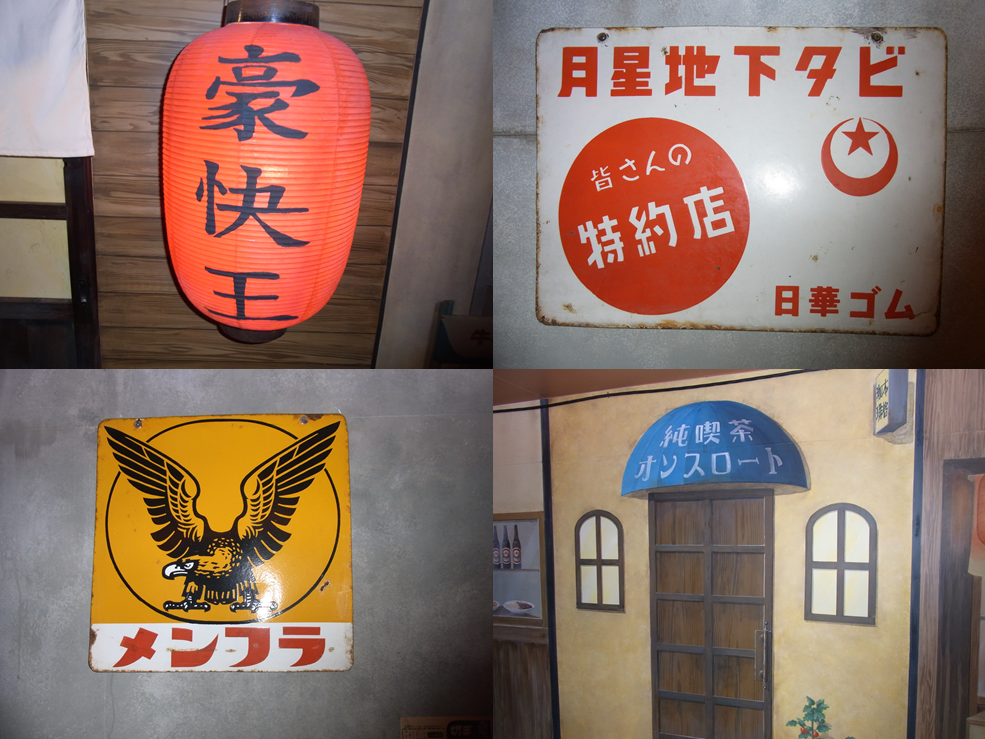 豪快王
月星地下タビ
皆さんの
特約店
日華ゴム
メンフラ
純喫茶
オンスロート